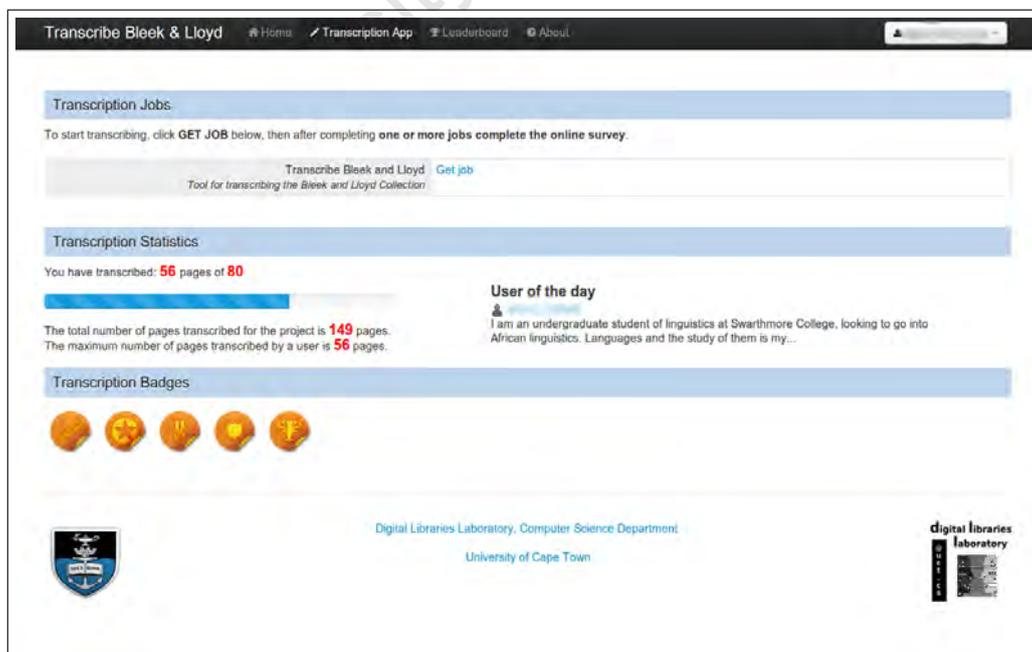 Transcribe Bleek & Lloyd Home Transcription App Leaderboard About
Transcription Jobs
To start transcribing, click GET JOB below, then after completing one or more jobs complete the online survey.
Transcribe Bleek and Lloyd Get job
Tool for transcribing the Bleek and Lloyd Collection
Transcription Statistics
You have transcribed: 56 pages of 80
User of the day
I am an undergraduate student of linguistics at Swarthmore College, looking to go into
African linguistics. Languages and the study of them is my...
The total number of pages transcribed for the project is 149 pages.
The maximum number of pages transcribed by a user is 56 pages.
Transcription Badges
Digital Libraries Laboratory, Computer Science Department
University of Cape Town
digital libraries
laboratory